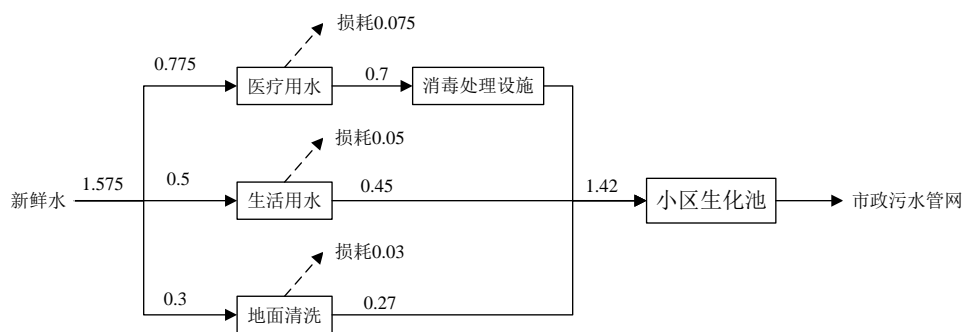 损耗0.075
0.775
医疗用水
0.7
消毒处理设施
损耗0.05
新鲜水
1.575
0.5
生活用水
0.45
1.42
小区生化池
市政污水管网
损耗0.03
0.3
地面清洗
0.27